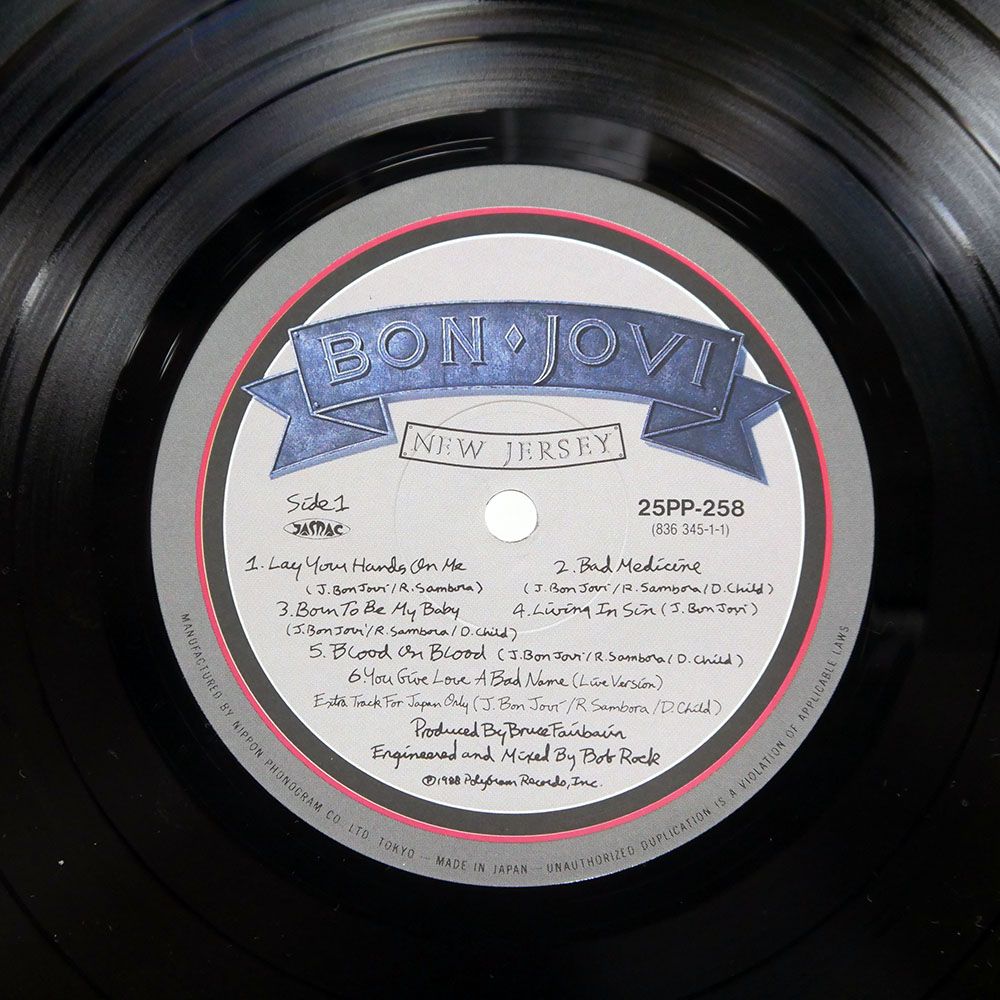 BON ◊ JOVI
NEW JERSEY
Side 1
JASRAC
25PP-258
(836 345-1-1)
1. Lay Your Hands On Me
(J. Bon Jovi / R. Sambora)
2. Bad Medicine
(J. Bon Jovi / R. Sambora / D. Child)
3. Born To Be My Baby
(J. Bon Jovi / R. Sambora / D. Child)
4. Living In Sin (J. Bon Jovi)
5. Blood On Blood (J. Bon Jovi / R. Sambora / D. Child)
6. You Give Love A Bad Name (Live Version)
Extra Track For Japan Only (J. Bon Jovi / R. Sambora / D. Child)
Produced By Bruce Fairbairn
Engineered and Mixed By Bob Rock
℗1988 PolyGram Records, Inc.
MANUFACTURED BY NIPPON PHONOGRAM CO., LTD. TOKYO — MADE IN JAPAN — UNAUTHORIZED DUPLICATION IS A VIOLATION OF APPLICABLE LAWS